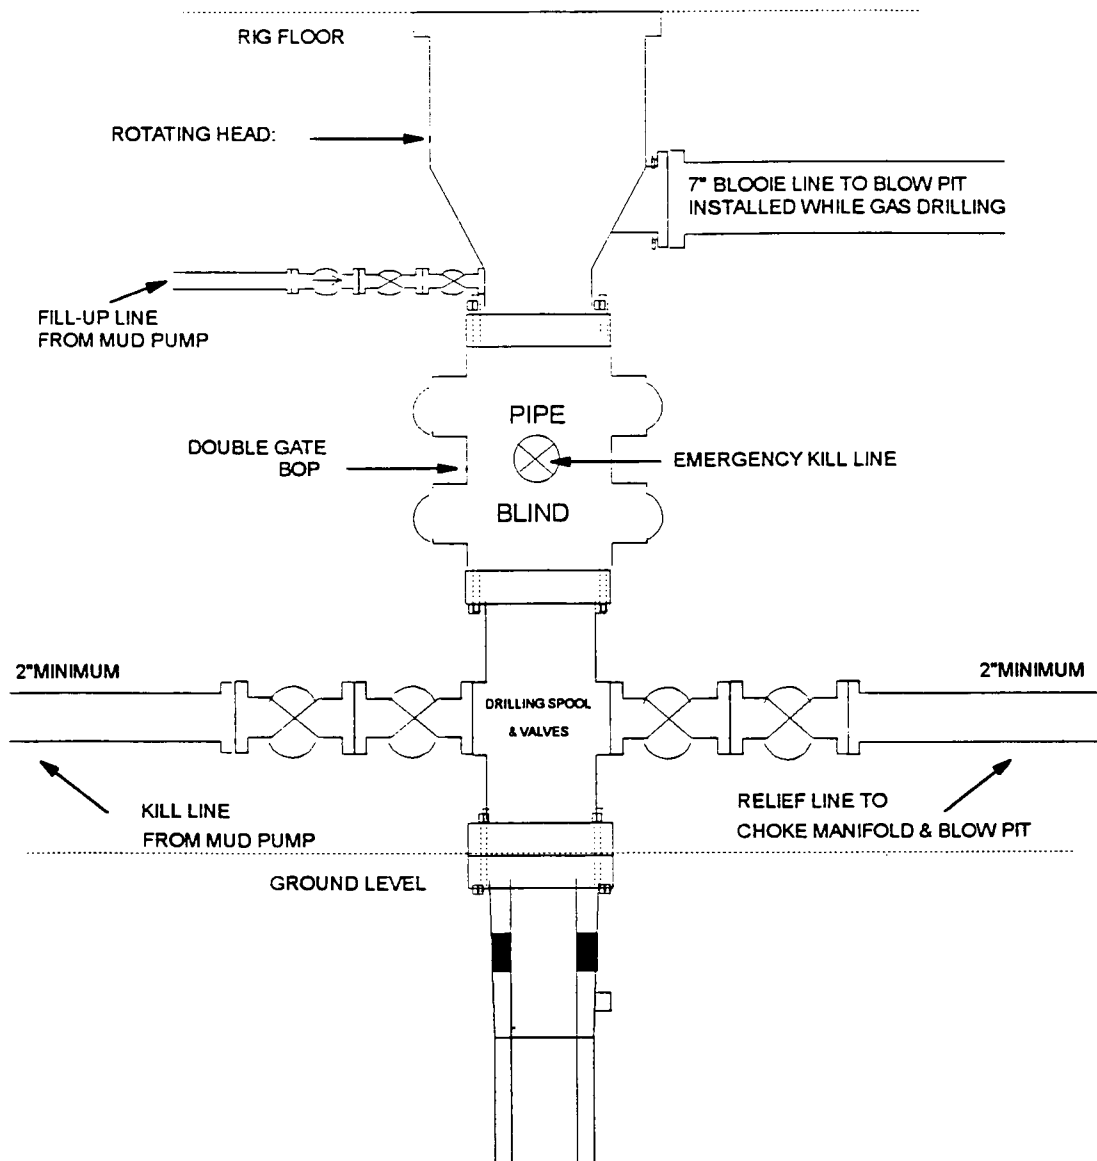 RIG FLOOR
ROTATING HEAD:
7" BLOOIE LINE TO BLOW PIT
INSTALLED WHILE GAS DRILLING
FILL-UP LINE
FROM MUD PUMP
PIPE
DOUBLE GATE
BOP
EMERGENCY KILL LINE
BLIND
2"MINIMUM
2"MINIMUM
DRILLING SPOOL
& VALVES
KILL LINE
FROM MUD PUMP
RELIEF LINE TO
CHOKE MANIFOLD & BLOW PIT
GROUND LEVEL